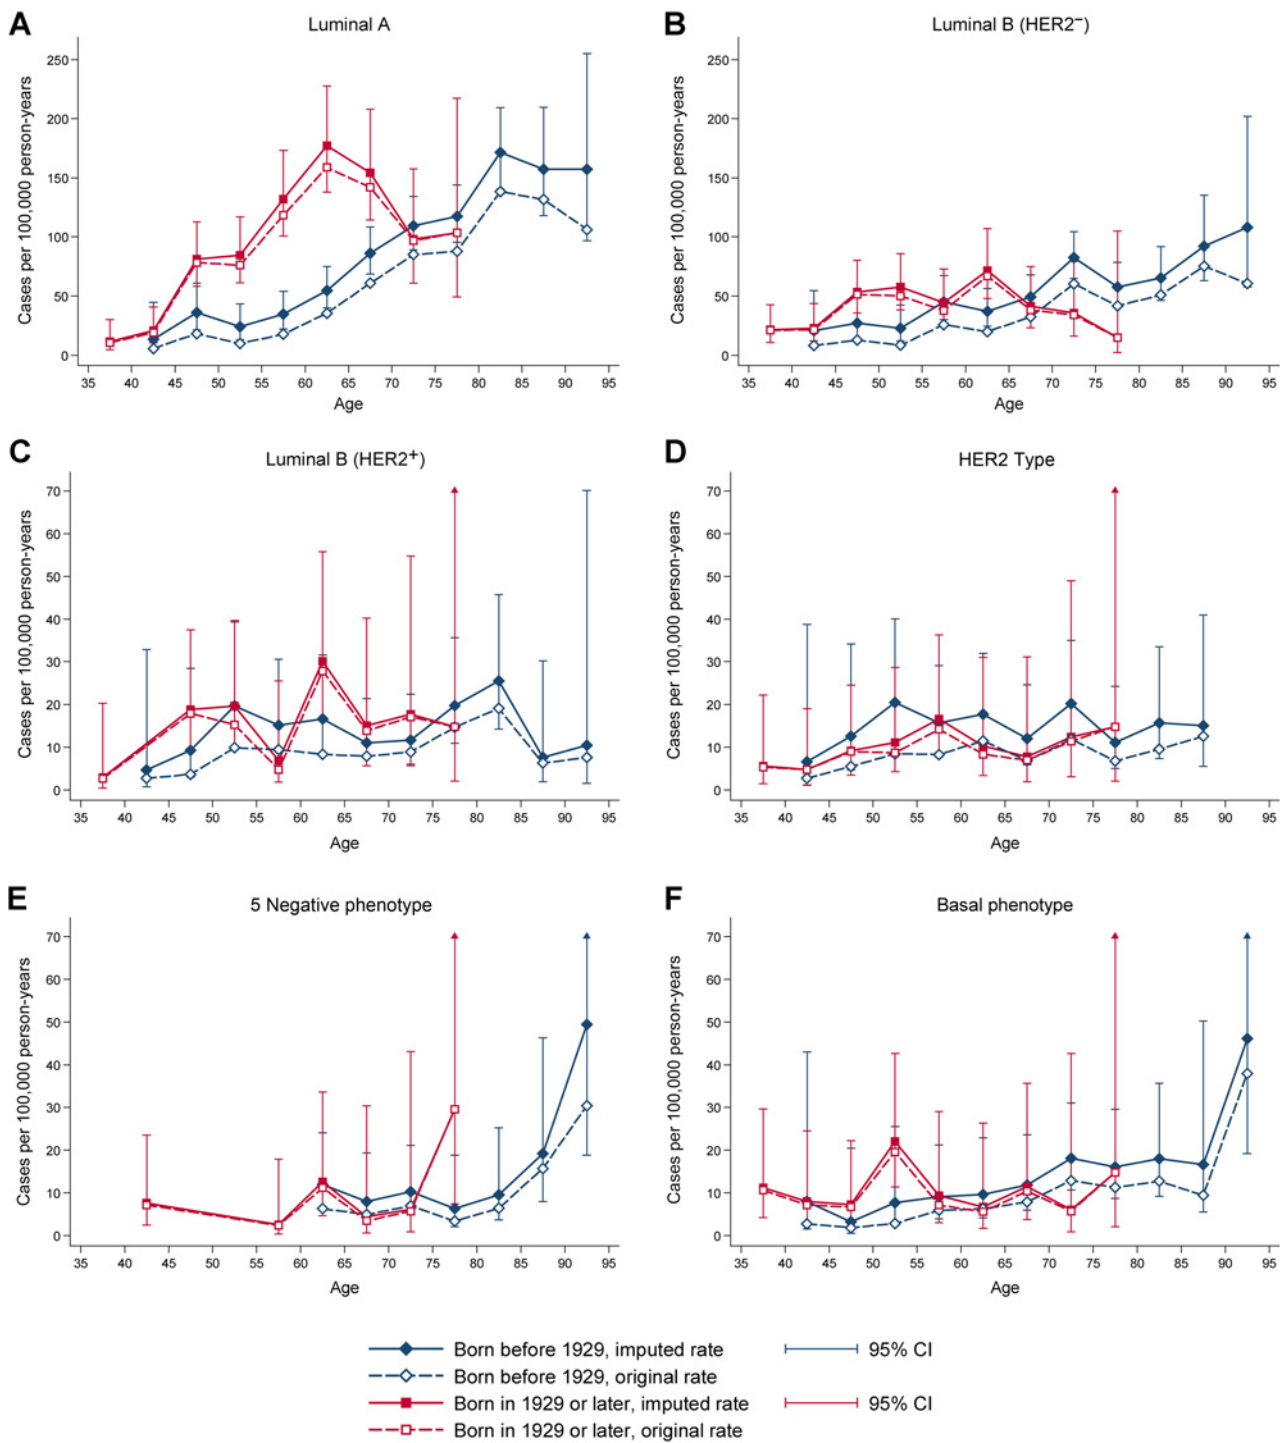 A
Luminal A
Cases per 100,000 person-years
250
200
150
100
50
0
35 40 45 50 55 60 65 70 75 80 85 90 95
Age
B
Luminal B (HER2−)
Cases per 100,000 person-years
250
200
150
100
50
0
35 40 45 50 55 60 65 70 75 80 85 90 95
Age
C
Luminal B (HER2+)
Cases per 100,000 person-years
70
60
50
40
30
20
10
0
35 40 45 50 55 60 65 70 75 80 85 90 95
Age
D
HER2 Type
Cases per 100,000 person-years
70
60
50
40
30
20
10
0
35 40 45 50 55 60 65 70 75 80 85 90 95
Age
E
5 Negative phenotype
Cases per 100,000 person-years
70
60
50
40
30
20
10
0
35 40 45 50 55 60 65 70 75 80 85 90 95
Age
F
Basal phenotype
Cases per 100,000 person-years
70
60
50
40
30
20
10
0
35 40 45 50 55 60 65 70 75 80 85 90 95
Age
Born before 1929, imputed rate 95% CI
Born before 1929, original rate
Born in 1929 or later, imputed rate 95% CI
Born in 1929 or later, original rate